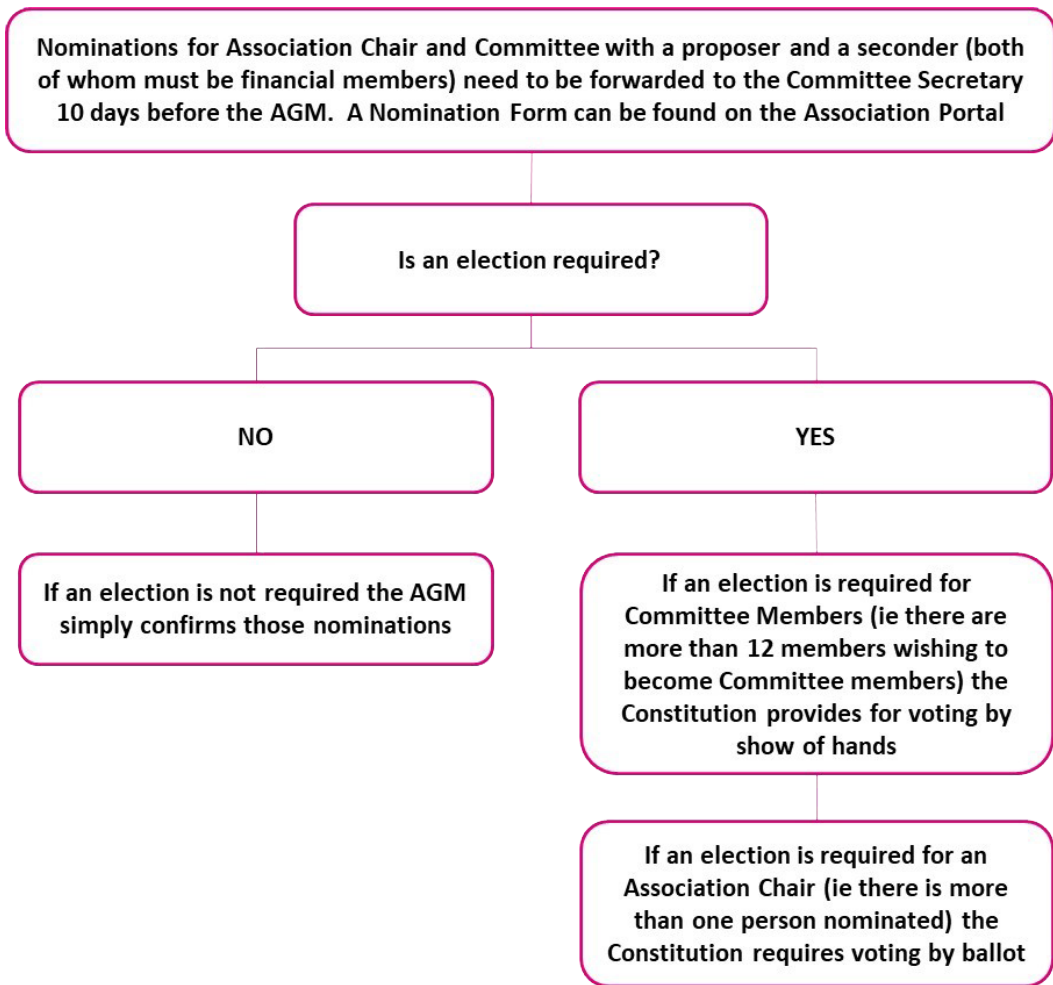 Nominations for Association Chair and Committee with a proposer and a seconder (both
of whom must be financial members) need to be forwarded to the Committee Secretary
10 days before the AGM.  A Nomination Form can be found on the Association Portal
Is an election required?
NO
YES
If an election is not required the AGM
simply confirms those nominations
If an election is required for
Committee Members (ie there are
more than 12 members wishing to
become Committee members) the
Constitution provides for voting by
show of hands
If an election is required for an
Association Chair (ie there is more
than one person nominated) the
Constitution requires voting by ballot